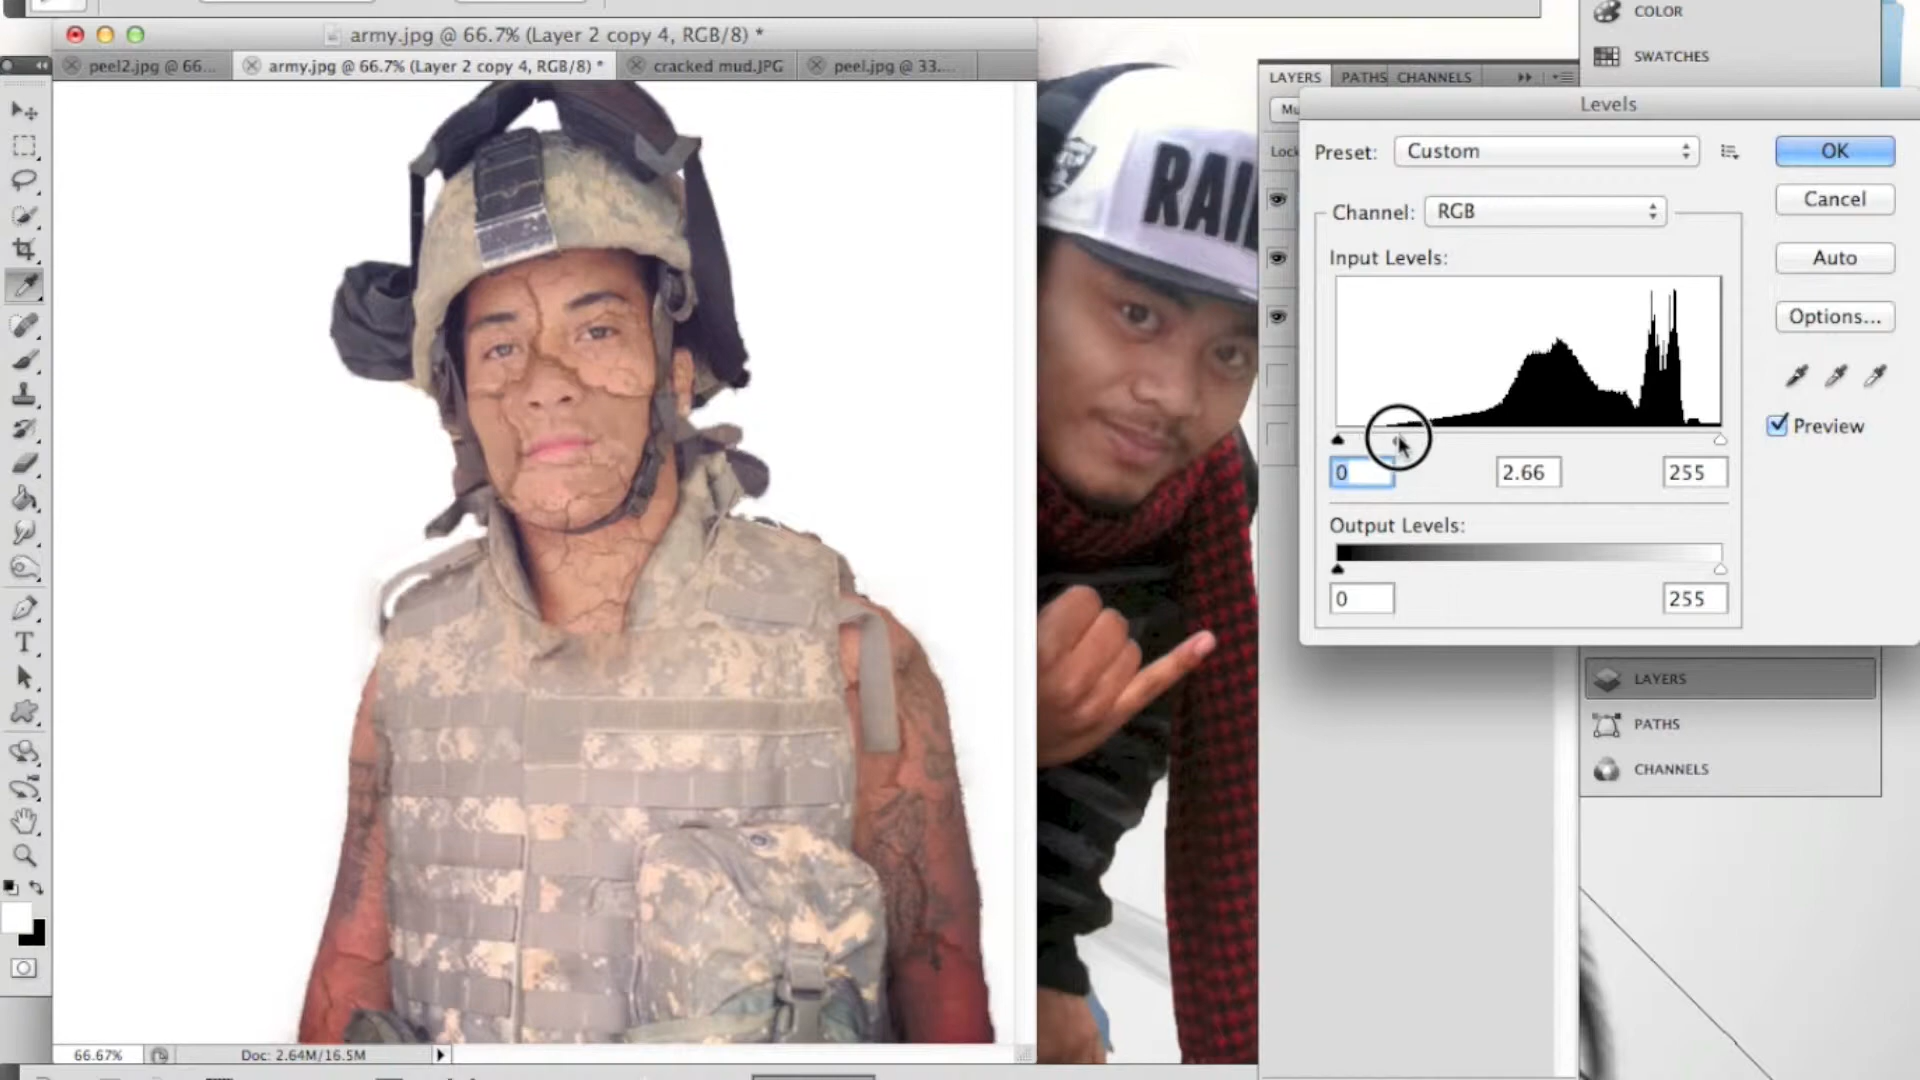 army.jpg @ 66.7% (Layer 2 copy 4, RGB/8) *
peel2.jpg @ 66...
army.jpg @ 66.7% (Layer 2 copy 4, RGB/8) *
cracked mud.JPG
peel.jpg @ 33....
COLOR
SWATCHES
LAYERS PATHS CHANNELS
Mu
Lock
Levels
Preset: Custom
OK
Cancel
Channel: RGB
Auto
Input Levels:
Options...
Preview
0 2.66 255
Output Levels:
0 255
LAYERS
PATHS
CHANNELS
RAI
T
66.67% Doc: 2.64M/16.5M